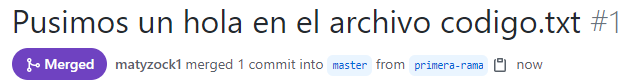 Pusimos un hola en el archivo codigo.txt #1
Merged matyzock1 merged 1 commit into master from primera-rama now